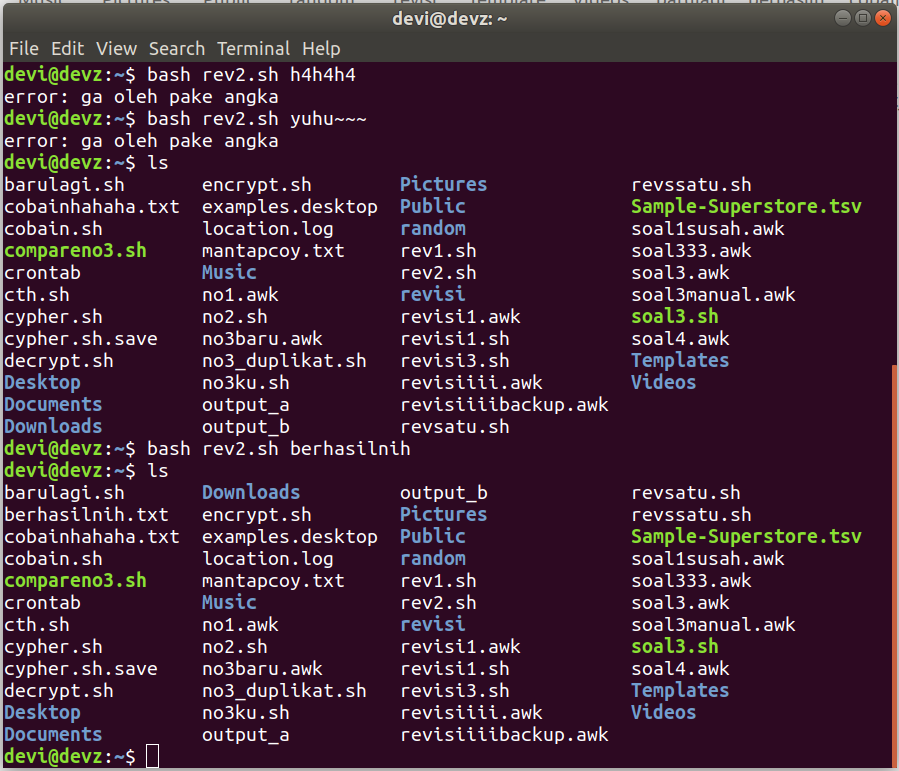 devi@devz: ~
File Edit View Search Terminal Help
devi@devz:~$ bash rev2.sh h4h4h4
error: ga oleh pake angka
devi@devz:~$ bash rev2.sh yuhu~~~
error: ga oleh pake angka
devi@devz:~$ ls
barulagi.sh encrypt.sh Pictures revssatu.sh
cobainhahaha.txt examples.desktop Public Sample-Superstore.tsv
cobain.sh location.log random soal1susah.awk
compareno3.sh mantapcoy.txt rev1.sh soal333.awk
crontab Music rev2.sh soal3.awk
cth.sh no1.awk revisi soal3manual.awk
cypher.sh no2.sh revisi1.awk soal3.sh
cypher.sh.save no3baru.awk revisi1.sh soal4.awk
decrypt.sh no3_duplikat.sh revisi3.sh Templates
Desktop no3ku.sh revisiiii.awk Videos
Documents output_a revisiiiibackup.awk
Downloads output_b revsatu.sh
devi@devz:~$ bash rev2.sh berhasilnih
devi@devz:~$ ls
barulagi.sh Downloads output_b revsatu.sh
berhasilnih.txt encrypt.sh Pictures revssatu.sh
cobainhahaha.txt examples.desktop Public Sample-Superstore.tsv
cobain.sh location.log random soal1susah.awk
compareno3.sh mantapcoy.txt rev1.sh soal333.awk
crontab Music rev2.sh soal3.awk
cth.sh no1.awk revisi soal3manual.awk
cypher.sh no2.sh revisi1.awk soal3.sh
cypher.sh.save no3baru.awk revisi1.sh soal4.awk
decrypt.sh no3_duplikat.sh revisi3.sh Templates
Desktop no3ku.sh revisiiii.awk Videos
Documents output_a revisiiiibackup.awk
devi@devz:~$